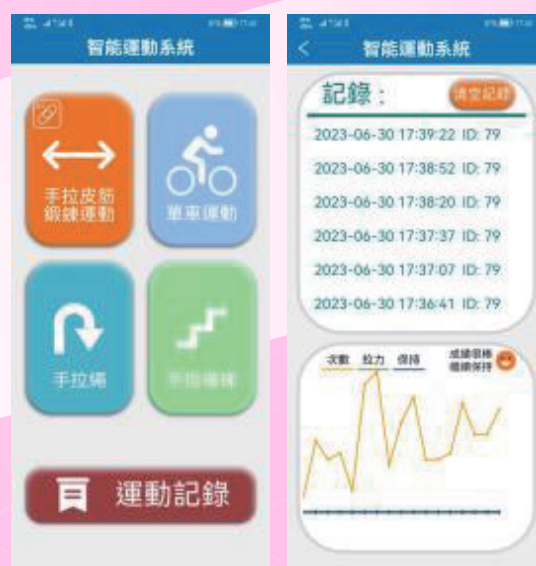 智能運動系統
手拉皮筋
鍛鍊運動
單車運動
手拉繩
手指樓梯
運動記錄
智能運動系統
記錄：
清空記錄
2023-06-30 17:39:22 ID: 79
2023-06-30 17:38:52 ID: 79
2023-06-30 17:38:20 ID: 79
2023-06-30 17:37:37 ID: 79
2023-06-30 17:37:07 ID: 79
2023-06-30 17:36:41 ID: 79
次數 拉力 保持
成績很棒
繼續保持